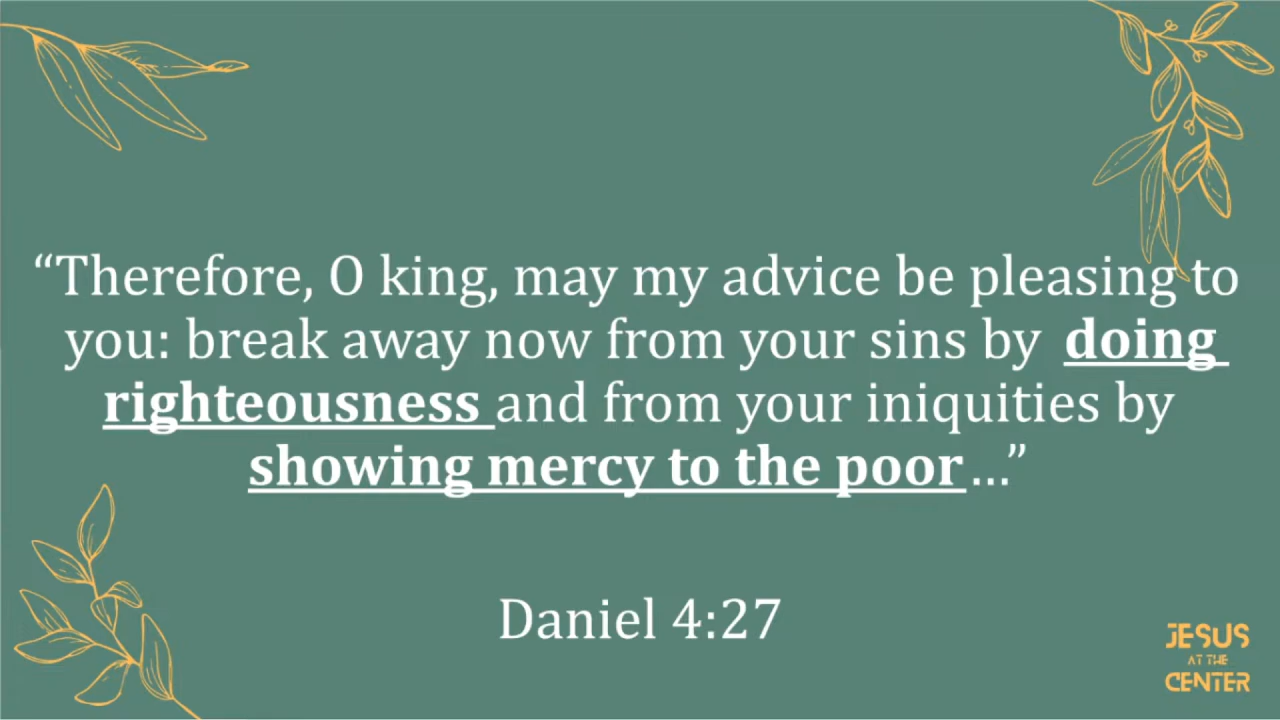 “Therefore, O king, may my advice be pleasing to
you: break away now from your sins by doing
righteousness and from your iniquities by
showing mercy to the poor…”
Daniel 4:27
JESUS
AT THE
CENTER